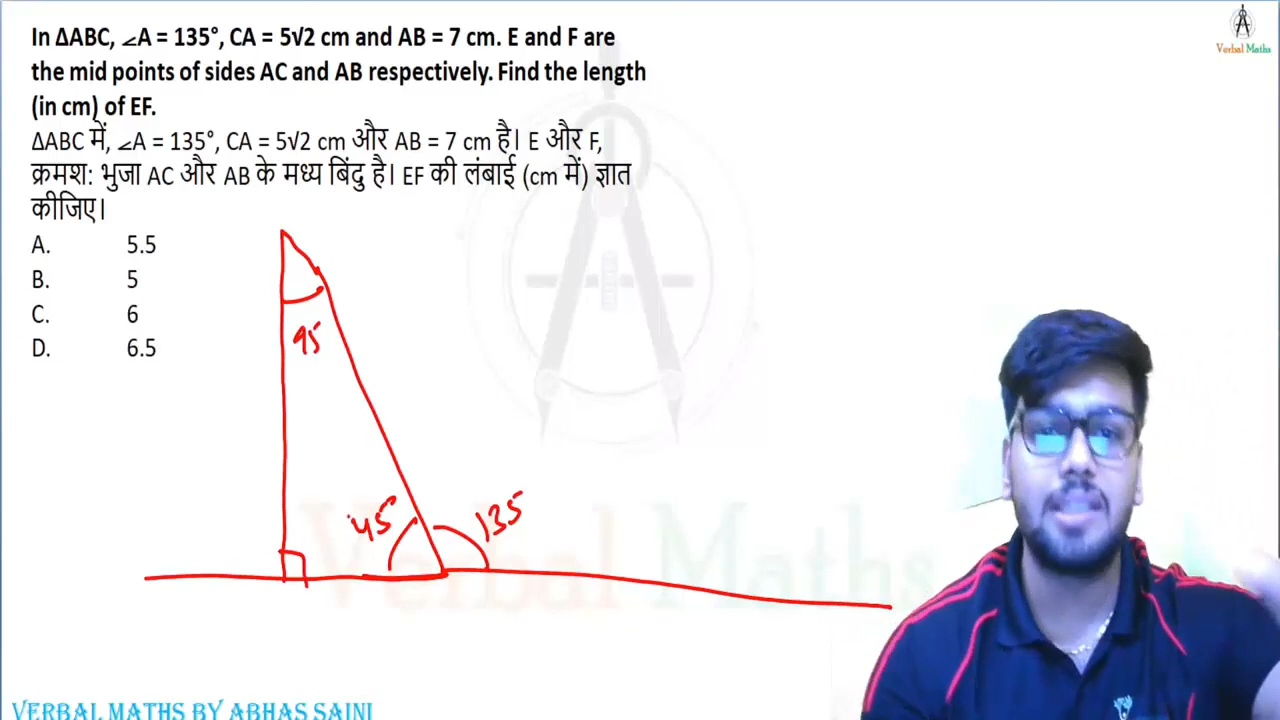 In ΔABC, ∠A = 135°, CA = 5√2 cm and AB = 7 cm. E and F are
the mid points of sides AC and AB respectively. Find the length
(in cm) of EF.
ΔABC में, ∠A = 135°, CA = 5√2 cm और AB = 7 cm है। E और F,
क्रमश: भुजा AC और AB के मध्य बिंदु है। EF की लंबाई (cm में) ज्ञात
कीजिए।
A. 5.5
B. 5
C. 6
D. 6.5
45
45
135
Verbal Maths
Verbal Maths
VERBAL MATHS BY ABHAS SAINI